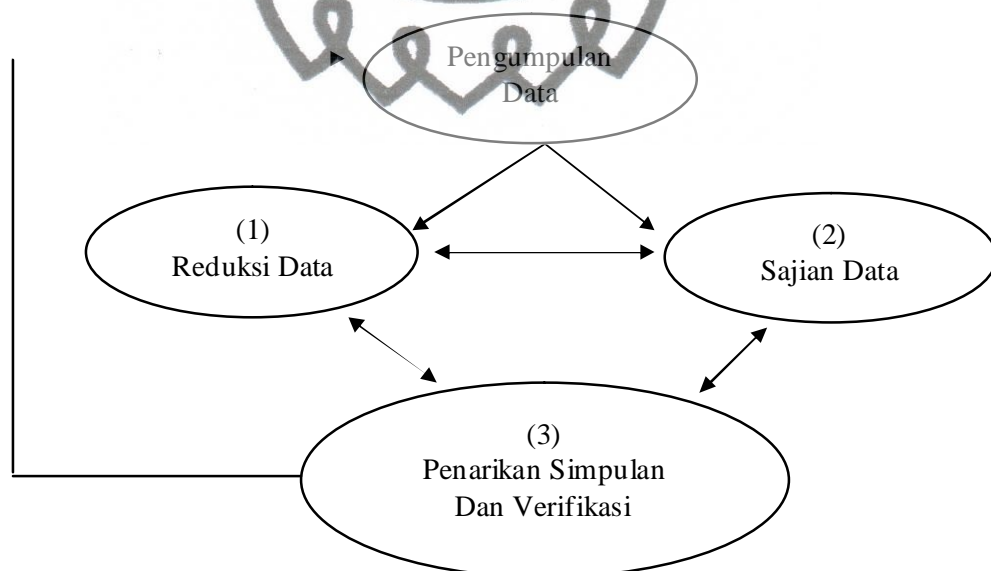 Pengumpulan
Data
(1)
Reduksi Data
(2)
Sajian Data
(3)
Penarikan Simpulan
Dan Verifikasi